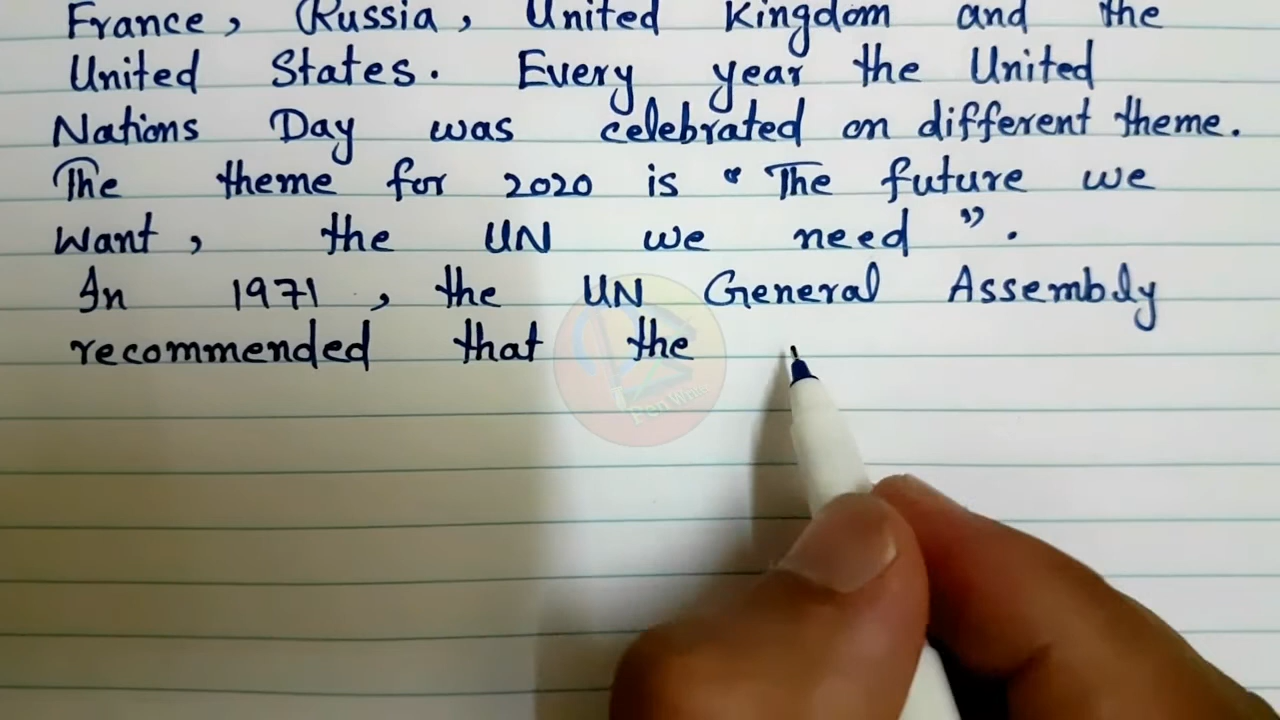 France, Russia, United Kingdom and the
United States. Every year the United
Nations Day was celebrated on different theme.
The theme for 2020 is "The future we
Want, the UN we need".
In 1971, the UN General Assembly
recommended that the
Pen